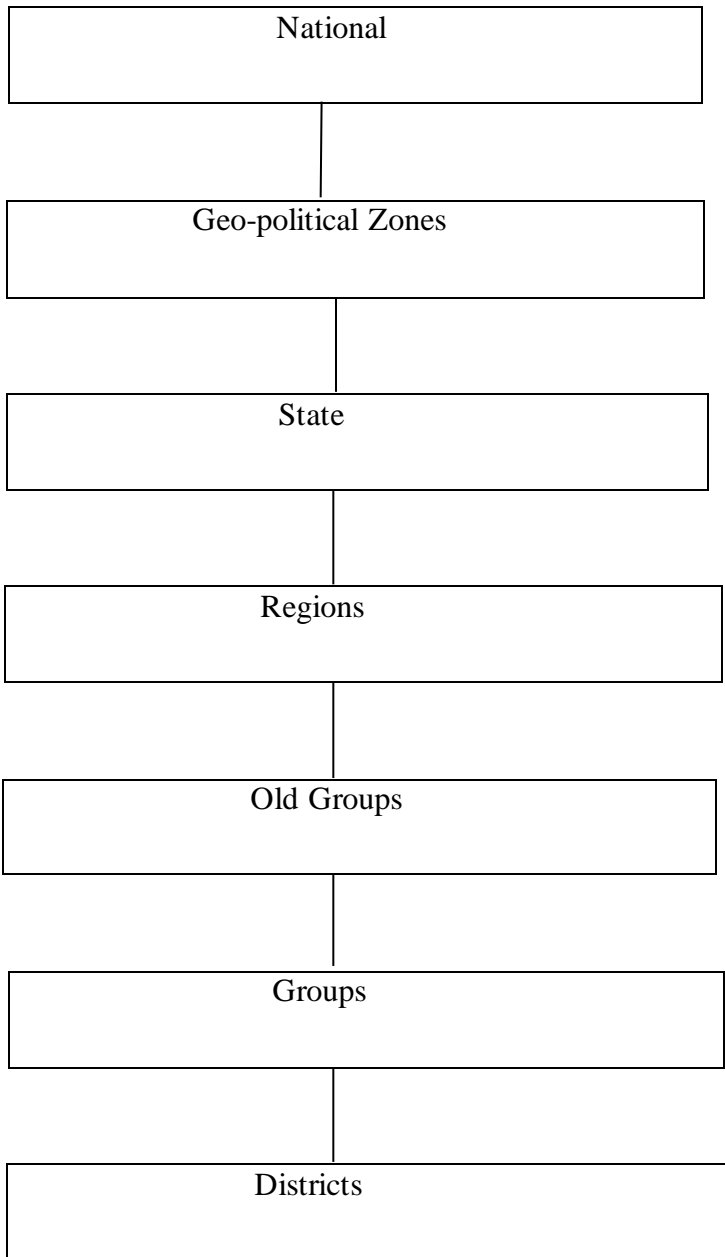 National
Geo-political Zones
State
Regions
Old Groups
Groups
Districts